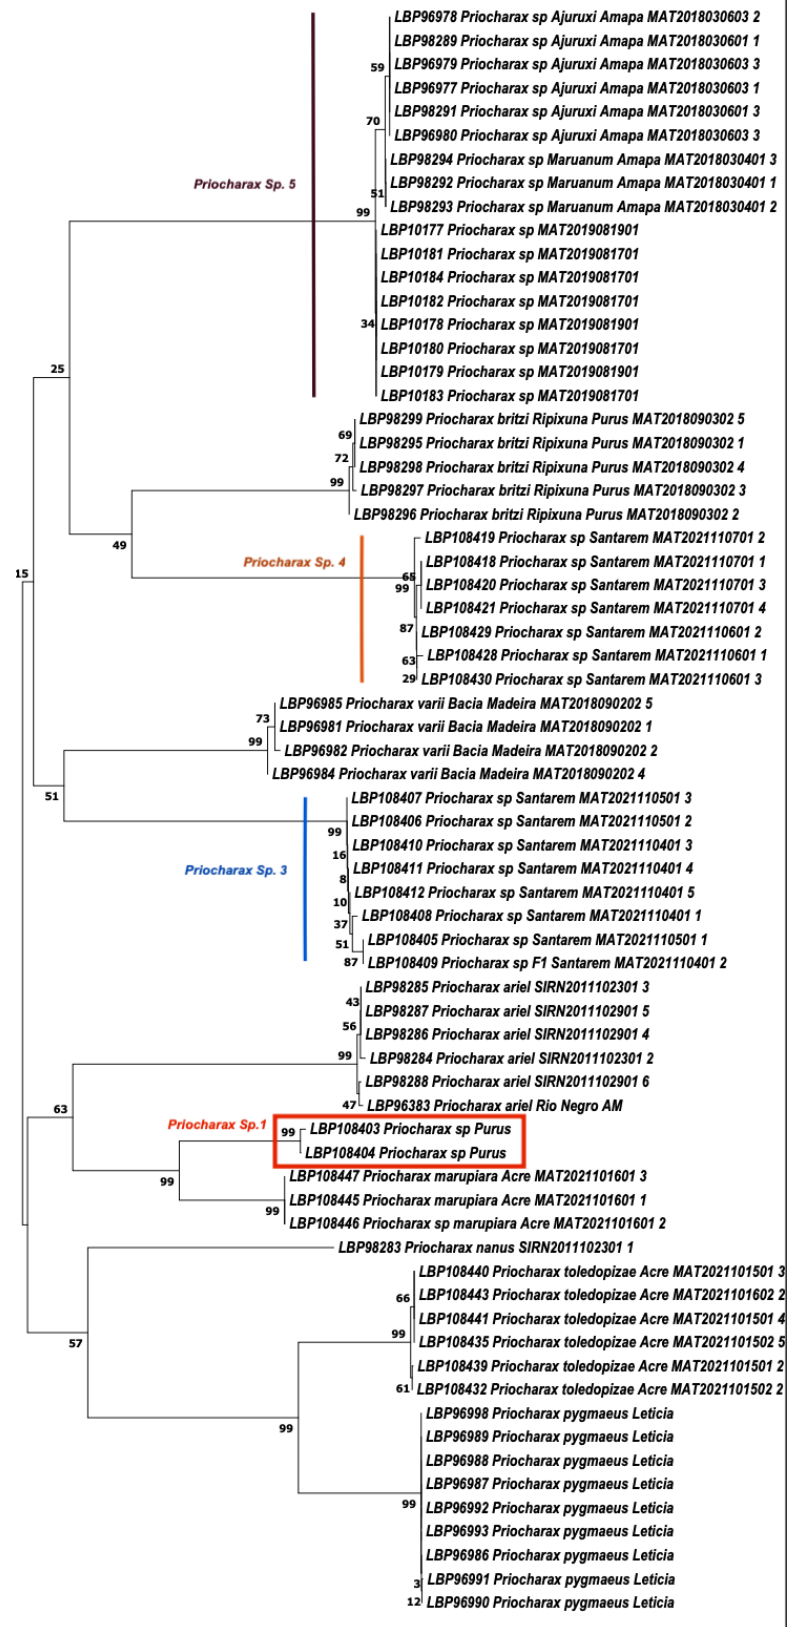 LBP96978 Priocharax sp Ajuruxi Amapa MAT2018030603 2
LBP98289 Priocharax sp Ajuruxi Amapa MAT2018030601 1
59
LBP96979 Priocharax sp Ajuruxi Amapa MAT2018030603 3
LBP96977 Priocharax sp Ajuruxi Amapa MAT2018030603 1
LBP98291 Priocharax sp Ajuruxi Amapa MAT2018030601 3
70
LBP96980 Priocharax sp Ajuruxi Amapa MAT2018030603 3
LBP98294 Priocharax sp Maruanum Amapa MAT2018030401 3
Priocharax Sp. 5
LBP98292 Priocharax sp Maruanum Amapa MAT2018030401 1
51
LBP98293 Priocharax sp Maruanum Amapa MAT2018030401 2
99
LBP10177 Priocharax sp MAT2019081901
LBP10181 Priocharax sp MAT2019081701
LBP10184 Priocharax sp MAT2019081701
LBP10182 Priocharax sp MAT2019081701
34
LBP10178 Priocharax sp MAT2019081901
LBP10180 Priocharax sp MAT2019081701
25
LBP10179 Priocharax sp MAT2019081901
LBP10183 Priocharax sp MAT2019081701
LBP98299 Priocharax britzi Ripixuna Purus MAT2018090302 5
69
LBP98295 Priocharax britzi Ripixuna Purus MAT2018090302 1
72
LBP98298 Priocharax britzi Ripixuna Purus MAT2018090302 4
99
LBP98297 Priocharax britzi Ripixuna Purus MAT2018090302 3
LBP98296 Priocharax britzi Ripixuna Purus MAT2018090302 2
49
LBP108419 Priocharax sp Santarem MAT2021110701 2
Priocharax Sp. 4
LBP108418 Priocharax sp Santarem MAT2021110701 1
15
65
LBP108420 Priocharax sp Santarem MAT2021110701 3
99
LBP108421 Priocharax sp Santarem MAT2021110701 4
87
LBP108429 Priocharax sp Santarem MAT2021110601 2
LBP108428 Priocharax sp Santarem MAT2021110601 1
63
LBP108430 Priocharax sp Santarem MAT2021110601 3
29
LBP96985 Priocharax varii Bacia Madeira MAT2018090202 5
73
LBP96981 Priocharax varii Bacia Madeira MAT2018090202 1
99
LBP96982 Priocharax varii Bacia Madeira MAT2018090202 2
LBP96984 Priocharax varii Bacia Madeira MAT2018090202 4
51
LBP108407 Priocharax sp Santarem MAT2021110501 3
LBP108406 Priocharax sp Santarem MAT2021110501 2
99
LBP108410 Priocharax sp Santarem MAT2021110401 3
16
Priocharax Sp. 3
LBP108411 Priocharax sp Santarem MAT2021110401 4
8
LBP108412 Priocharax sp Santarem MAT2021110401 5
10
LBP108408 Priocharax sp Santarem MAT2021110401 1
37
LBP108405 Priocharax sp Santarem MAT2021110501 1
51
LBP108409 Priocharax sp F1 Santarem MAT2021110401 2
87
LBP98285 Priocharax ariel SIRN2011102301 3
43
LBP98287 Priocharax ariel SIRN2011102901 5
56
LBP98286 Priocharax ariel SIRN2011102901 4
99
LBP98284 Priocharax ariel SIRN2011102301 2
LBP98288 Priocharax ariel SIRN2011102901 6
47
LBP96383 Priocharax ariel Rio Negro AM
63
Priocharax Sp.1
99
LBP108403 Priocharax sp Purus
LBP108404 Priocharax sp Purus
LBP108447 Priocharax marupiara Acre MAT2021101601 3
99
LBP108445 Priocharax marupiara Acre MAT2021101601 1
99
LBP108446 Priocharax sp marupiara Acre MAT2021101601 2
LBP98283 Priocharax nanus SIRN2011102301 1
LBP108440 Priocharax toledopizae Acre MAT2021101501 3
66
LBP108443 Priocharax toledopizae Acre MAT2021101602 2
LBP108441 Priocharax toledopizae Acre MAT2021101501 4
99
LBP108435 Priocharax toledopizae Acre MAT2021101502 5
57
LBP108439 Priocharax toledopizae Acre MAT2021101501 2
61
LBP108432 Priocharax toledopizae Acre MAT2021101502 2
LBP96998 Priocharax pygmaeus Leticia
99
LBP96989 Priocharax pygmaeus Leticia
LBP96988 Priocharax pygmaeus Leticia
LBP96987 Priocharax pygmaeus Leticia
99
LBP96992 Priocharax pygmaeus Leticia
LBP96993 Priocharax pygmaeus Leticia
LBP96986 Priocharax pygmaeus Leticia
3
LBP96991 Priocharax pygmaeus Leticia
12
LBP96990 Priocharax pygmaeus Leticia